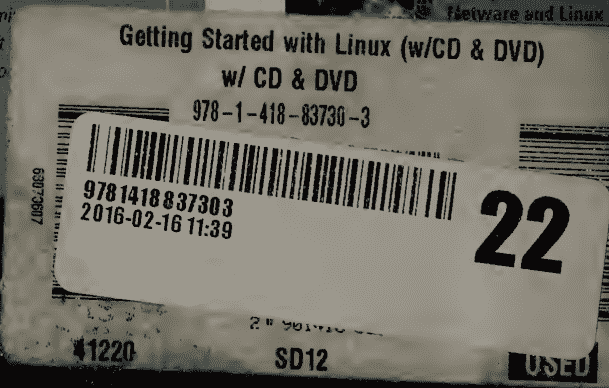 Netware and Linux
Getting Started with Linux (w/CD & DVD)
w/ CD & DVD
978-1-418-83730-3
9781418837303
2016-02-16 11:39
22
41220
SD12
USED